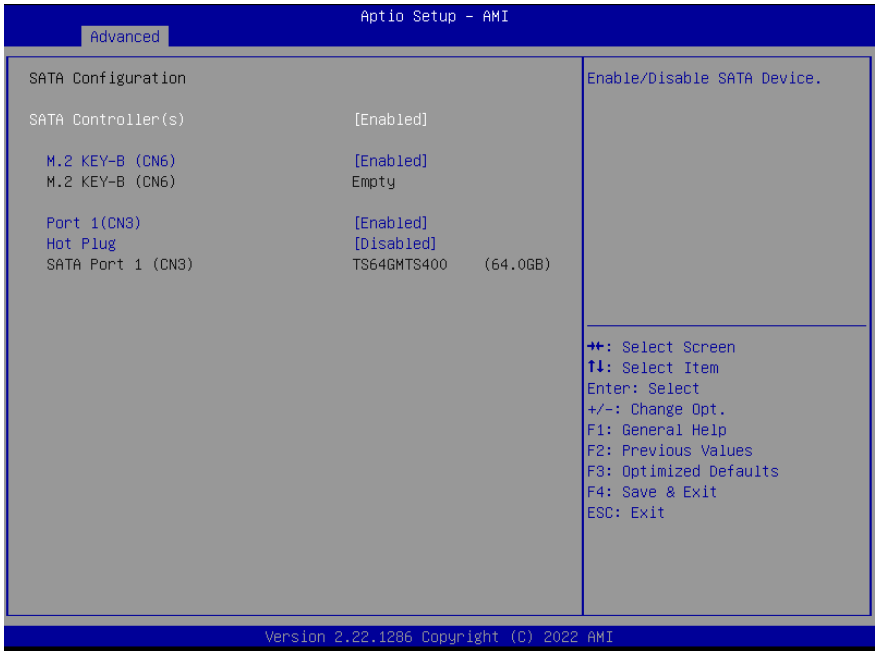 Aptio Setup – AMI
Advanced
SATA Configuration
SATA Controller(s) [Enabled]
M.2 KEY-B (CN6) [Enabled]
M.2 KEY-B (CN6) Empty
Port 1(CN3) [Enabled]
Hot Plug [Disabled]
SATA Port 1 (CN3) TS64GMTS400 (64.0GB)
Enable/Disable SATA Device.
→←: Select Screen
↑↓: Select Item
Enter: Select
+/-: Change Opt.
F1: General Help
F2: Previous Values
F3: Optimized Defaults
F4: Save & Exit
ESC: Exit
Version 2.22.1286 Copyright (C) 2022 AMI